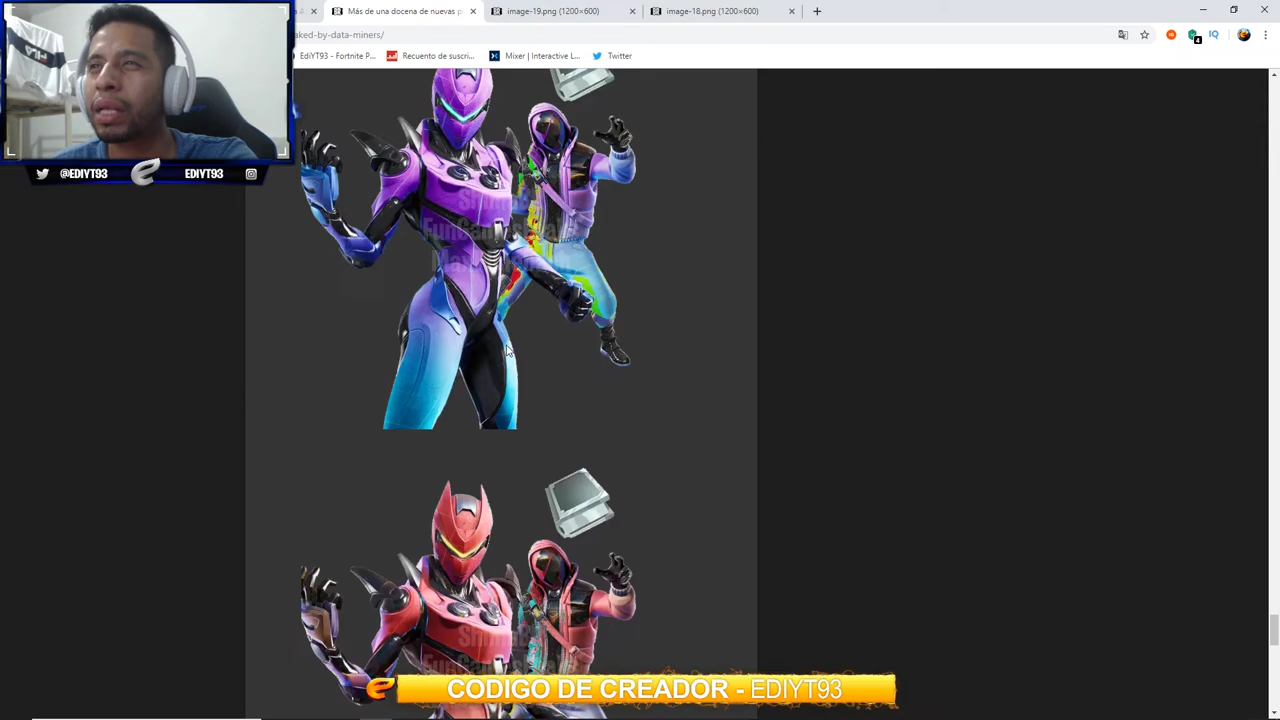 Más de una docena de nuevas p
image-19.png (1200×600)
image-18.png (1200×600)
aked-by-data-miners/
EdiYT93 - Fortnite P...
Recuento de suscri...
Mixer | Interactive L...
Twitter
@EDIYT93
EDIYT93
CODIGO DE CREADOR - EDIYT93